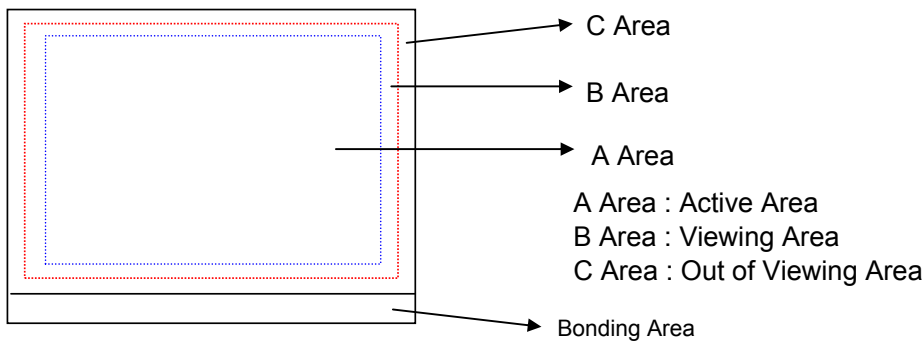 C Area
B Area
A Area
A Area : Active Area
B Area : Viewing Area
C Area : Out of Viewing Area
Bonding Area